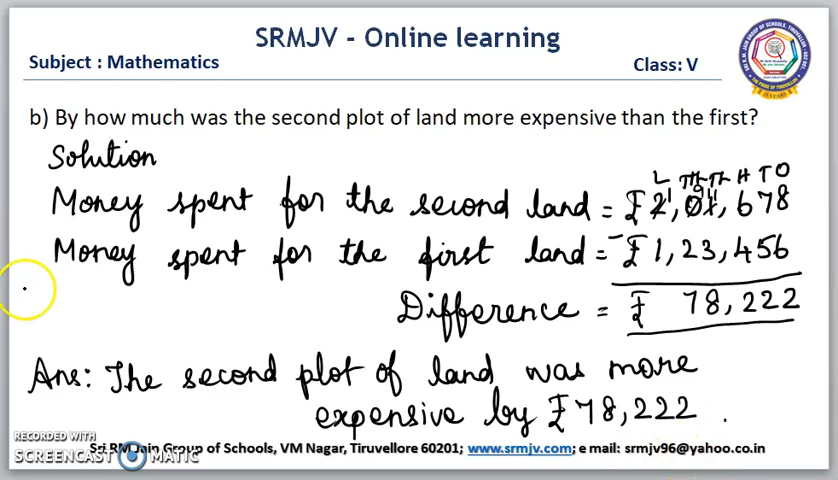 SRMJV - Online learning
Subject : Mathematics
Class: V
b) By how much was the second plot of land more expensive than the first?
Solution
L TTh Th H T O
Money spent for the second land = ₹ 2,01,678
Money spent for the first land = - ₹ 1,23,456
Difference = ₹ 78,222
Ans: The second plot of land was more
expensive by ₹ 78,222 .
RECORDED WITH
SCREENCAST MATIC
Sri RM Jain Group of Schools, VM Nagar, Tiruvellore 60201; www.srmjv.com; e mail: srmjv96@yahoo.co.in